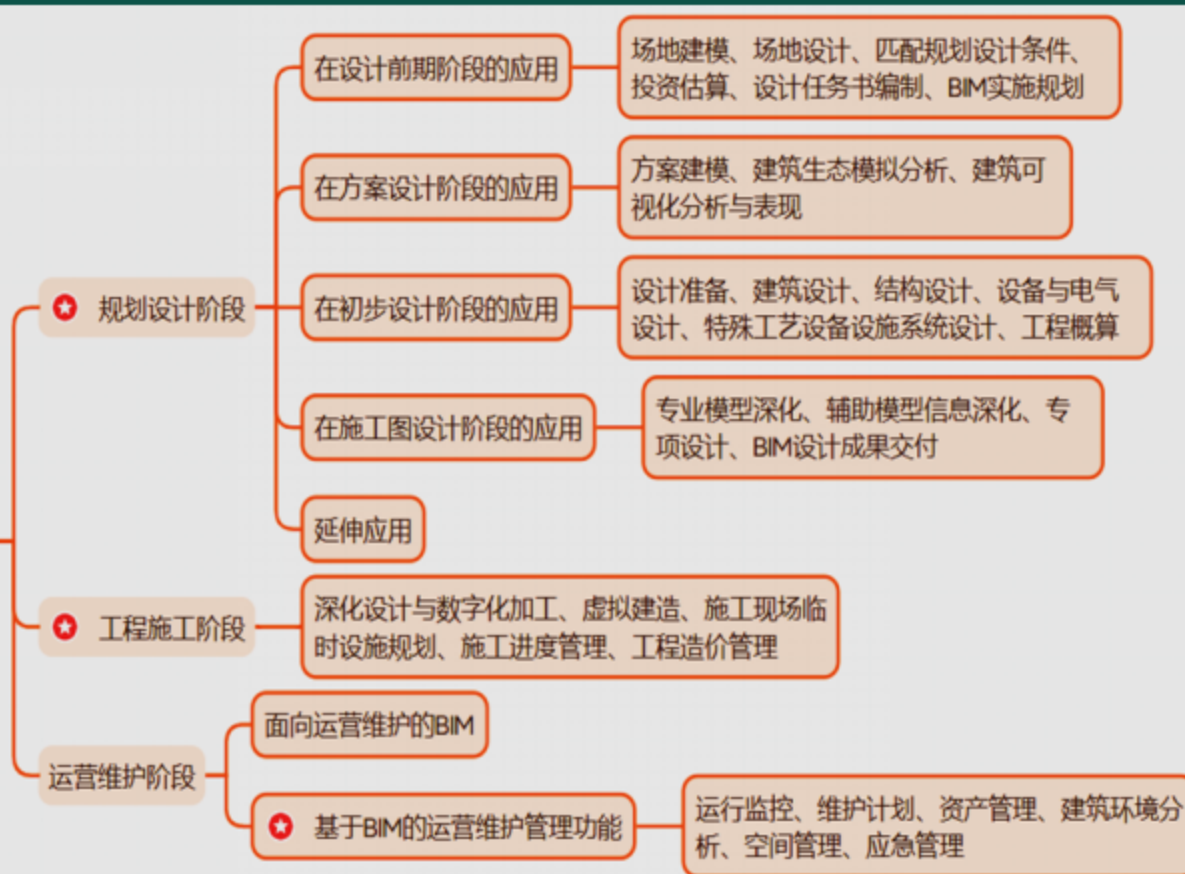 在设计前期阶段的应用
场地建模、场地设计、匹配规划设计条件、
投资估算、设计任务书编制、BIM实施规划
在方案设计阶段的应用
方案建模、建筑生态模拟分析、建筑可
视化分析与表现
规划设计阶段
在初步设计阶段的应用
设计准备、建筑设计、结构设计、设备与电气
设计、特殊工艺设备设施系统设计、工程概算
在施工图设计阶段的应用
专业模型深化、辅助模型信息深化、专
项设计、BIM设计成果交付
延伸应用
工程施工阶段
深化设计与数字化加工、虚拟建造、施工现场临
时设施规划、施工进度管理、工程造价管理
运营维护阶段
面向运营维护的BIM
基于BIM的运营维护管理功能
运行监控、维护计划、资产管理、建筑环境分
析、空间管理、应急管理